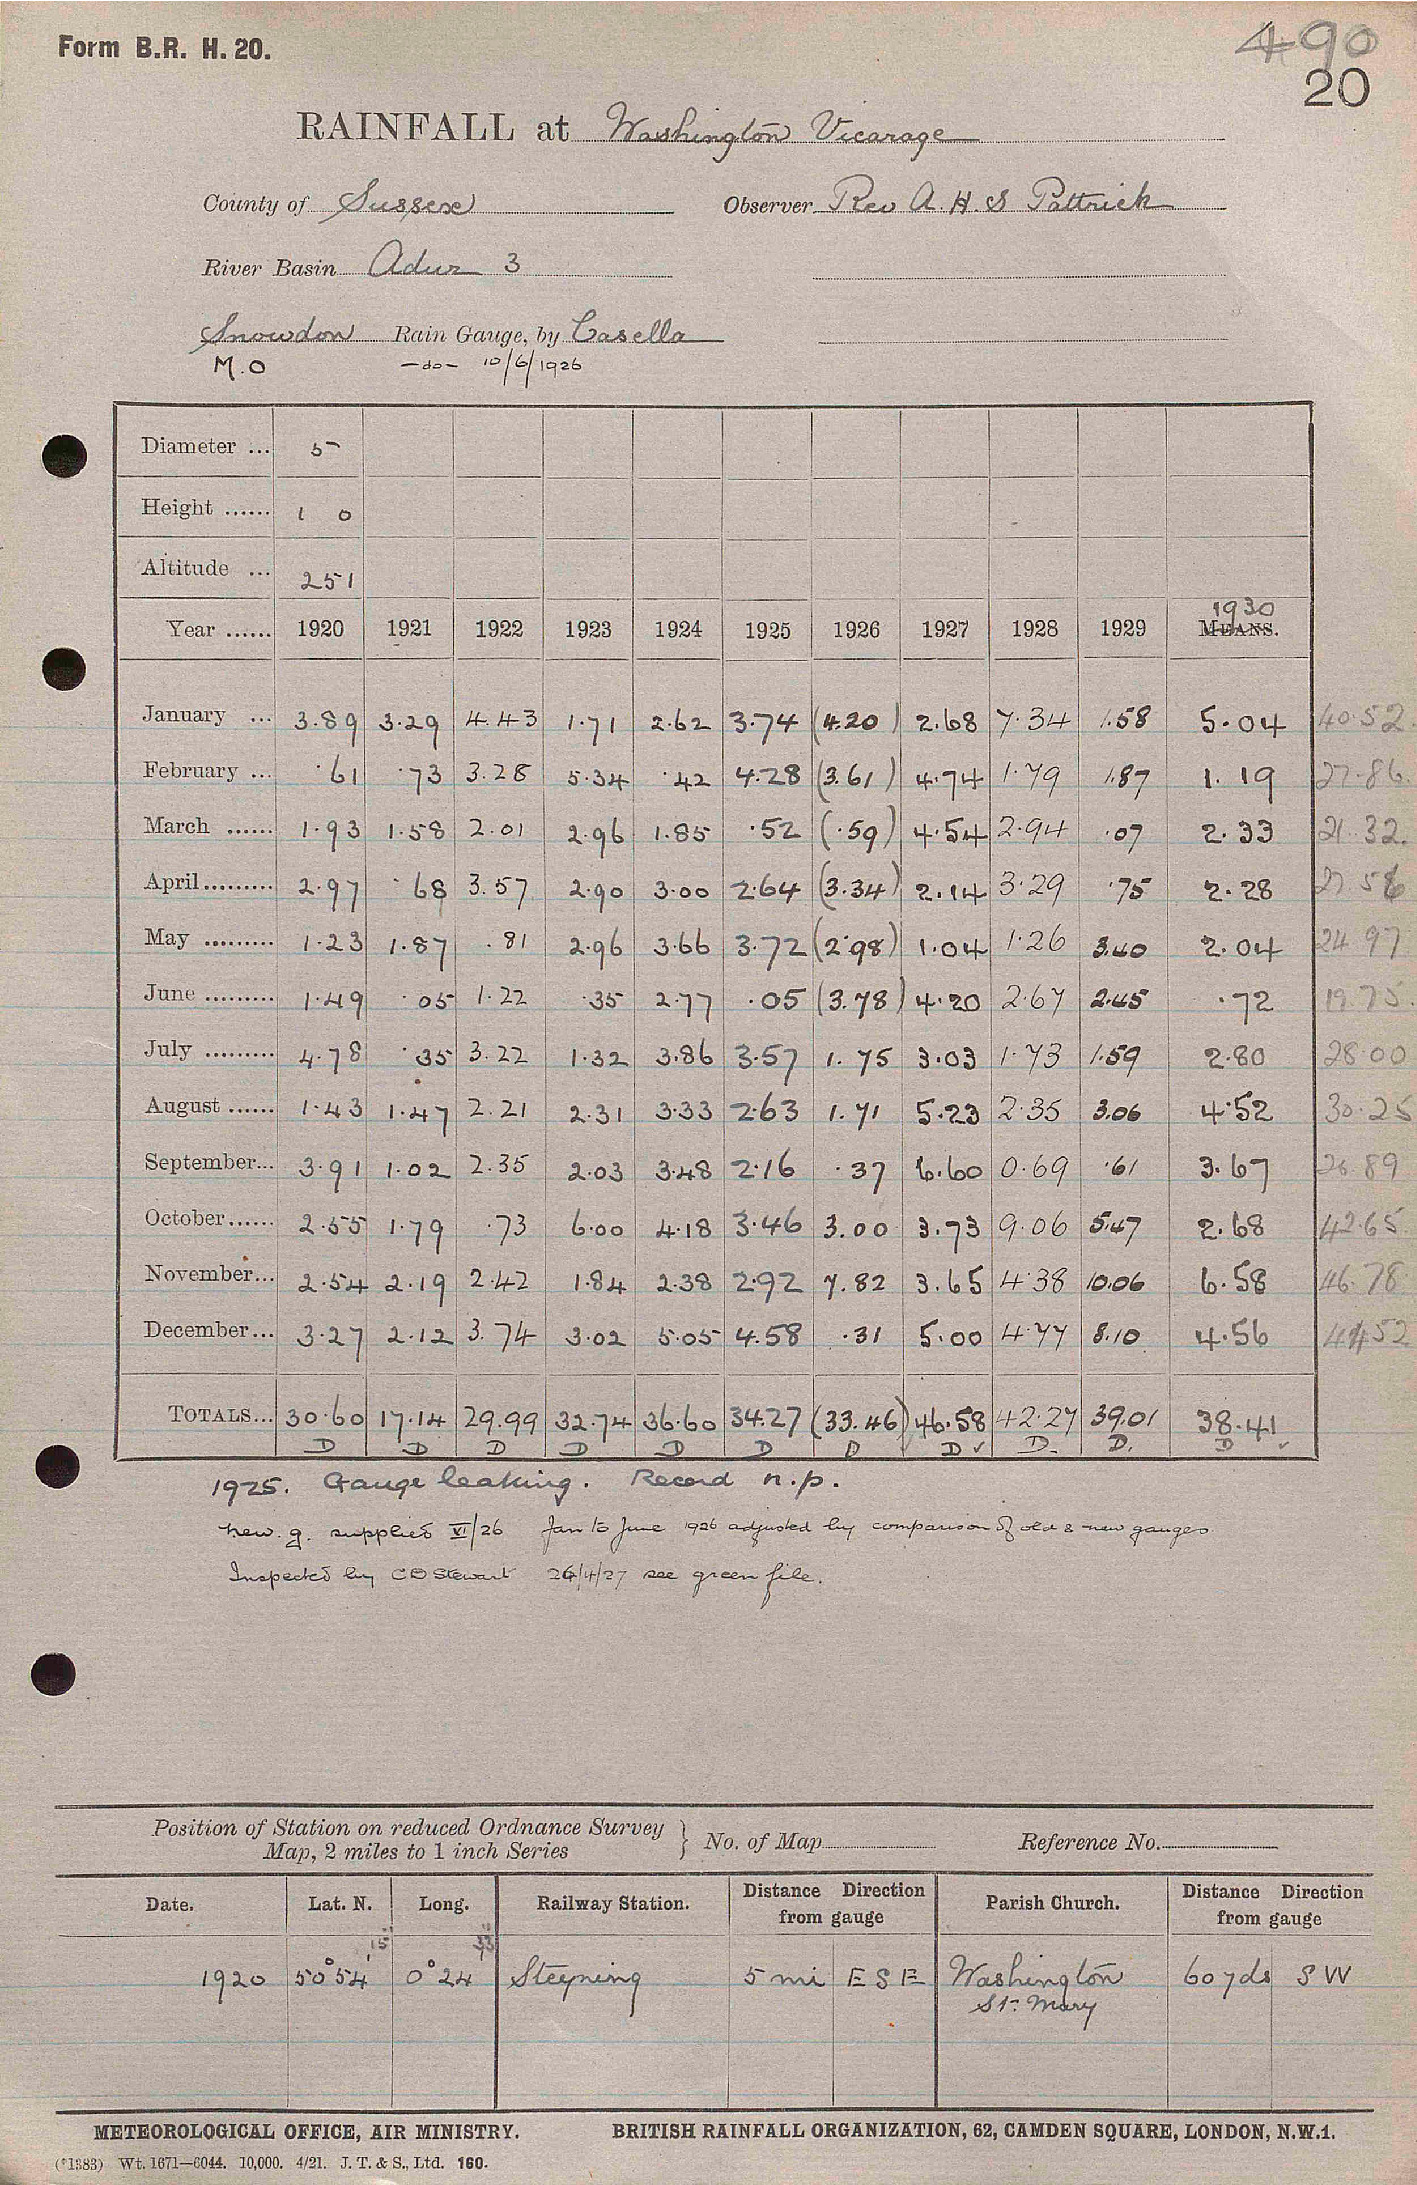 Form B.R. H. 20.
490
20
RAINFALL at Washington Vicarage
County of Sussex Observer Rev A. H. S Pattrick
River Basin Adur 3
Snowdon Rain Gauge, by Casella
M.O —do— 10/6/1926
Diameter ... 5
Height ...... 1 0
Altitude ... 251
1930
Year ...... 1920 1921 1922 1923 1924 1925 1926 1927 1928 1929 MEANS.
January ... 3.89 3.29 4.43 1.71 2.62 3.74 (4.20) 2.68 7.34 1.58 5.04 40.52
February ... .61 .73 3.28 5.34 .42 4.28 (3.61) 4.74 1.79 1.87 1.19 27.86
March ...... 1.93 1.58 2.01 2.96 1.85 .52 (.59) 4.54 2.94 .07 2.33 21.32
April ......... 2.97 .68 3.57 2.90 3.00 2.64 (3.34) 2.14 3.29 .75 2.28 27.56
May ......... 1.23 1.87 .81 2.96 3.66 3.72 (2.98) 1.04 1.26 3.40 2.04 24.97
June ......... 1.49 .05 1.22 .35 2.77 .05 (3.78) 4.20 2.67 2.45 .72 19.75
July ......... 4.78 .35 3.22 1.32 3.86 3.57 1.75 3.03 1.73 1.59 2.80 28.00
August ...... 1.43 1.47 2.21 2.31 3.33 2.63 1.71 5.23 2.35 3.06 4.52 30.25
September... 3.91 1.02 2.35 2.03 3.48 2.16 .37 6.60 0.69 .61 3.67 26.89
October...... 2.55 1.79 .73 6.00 4.18 3.46 3.00 3.73 9.06 5.47 2.68 42.65
November... 2.54 2.19 2.42 1.84 2.38 2.92 7.82 3.65 4.38 10.06 6.58 46.78
December... 3.27 2.12 3.74 3.02 5.05 4.58 .31 5.00 4.77 8.10 4.56 44.52
TOTALS... 30.60 17.14 29.99 32.74 36.60 34.27 (33.46) 46.58 42.27 39.01 38.41
D D D D D D D D ✓ D. D. D ✓
1925. Gauge leaking. Record n.p.
New. g. supplied VI/26 Jan to June 1926 adjusted by comparison of old & new gauges
Inspected by C D Stewart 26/4/27 see green file.
Position of Station on reduced Ordnance Survey
Map, 2 miles to 1 inch Series } No. of Map Reference No.
Date. Lat. N. Long. Railway Station. Distance Direction from gauge Parish Church. Distance Direction from gauge
15" 33"
1920 50°54' 0°24' Steyning 5 mi E S E Washington 60 yds S W
St. Mary
METEOROLOGICAL OFFICE, AIR MINISTRY. BRITISH RAINFALL ORGANIZATION, 62, CAMDEN SQUARE, LONDON, N.W.1.
(*1383) Wt. 1671—6044. 10,000. 4/21. J. T. & S., Ltd. 160.